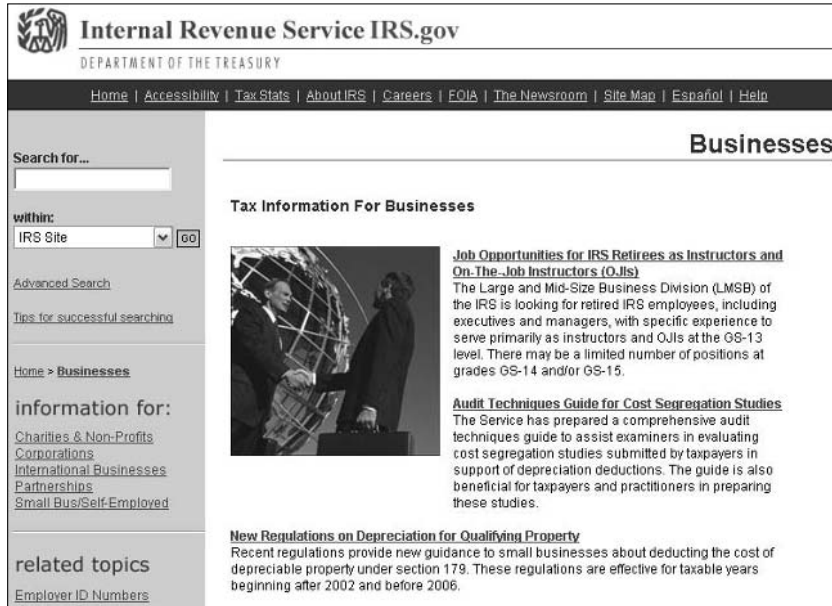 Internal Revenue Service IRS.gov
DEPARTMENT OF THE TREASURY
Home | Accessibility | Tax Stats | About IRS | Careers | FOIA | The Newsroom | Site Map | Español | Help
Search for...
within:
IRS Site
GO
Advanced Search
Tips for successful searching
Home > Businesses
information for:
Charities & Non-Profits
Corporations
International Businesses
Partnerships
Small Bus/Self-Employed
related topics
Employer ID Numbers
Businesses
Tax Information For Businesses
Job Opportunities for IRS Retirees as Instructors and
On-The-Job Instructors (OJIs)
The Large and Mid-Size Business Division (LMSB) of
the IRS is looking for retired IRS employees, including
executives and managers, with specific experience to
serve primarily as instructors and OJIs at the GS-13
level. There may be a limited number of positions at
grades GS-14 and/or GS-15.
Audit Techniques Guide for Cost Segregation Studies
The Service has prepared a comprehensive audit
techniques guide to assist examiners in evaluating
cost segregation studies submitted by taxpayers in
support of depreciation deductions. The guide is also
beneficial for taxpayers and practitioners in preparing
these studies.
New Regulations on Depreciation for Qualifying Property
Recent regulations provide new guidance to small businesses about deducting the cost of
depreciable property under section 179. These regulations are effective for taxable years
beginning after 2002 and before 2006.